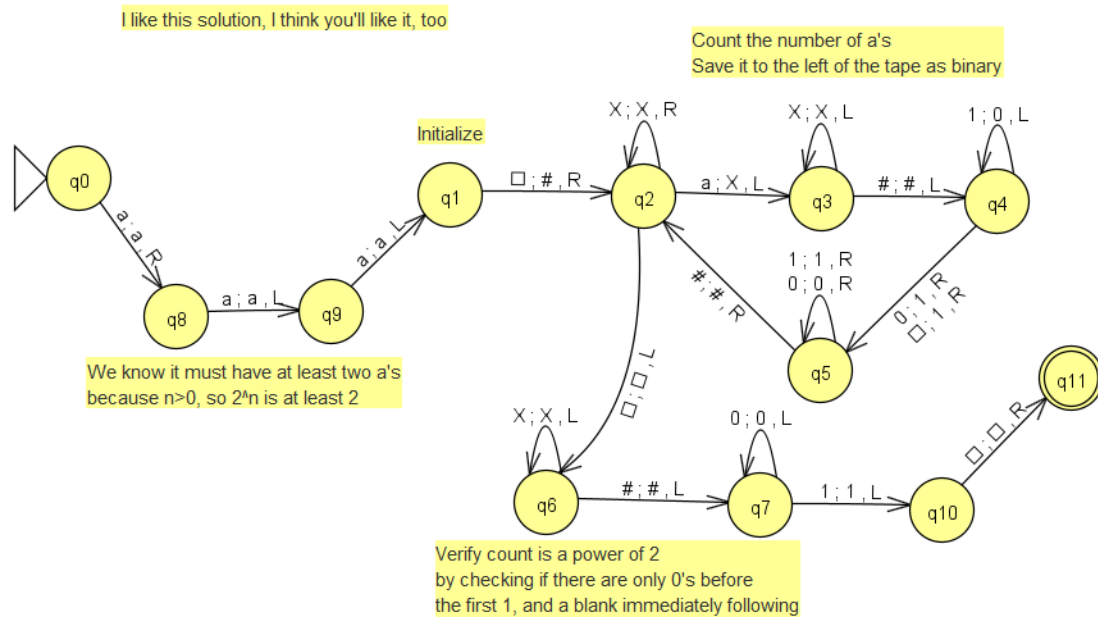 I like this solution, I think you'll like it, too
Count the number of a's
Save it to the left of the tape as binary
Initialize
X ; X , R
X ; X , L
1 ; 0 , L
q0
q1
□ ; # , R
q2
a ; X , L
q3
# ; # , L
q4
a ; a , R
a ; a , L
1 ; 1 , R
0 ; 0 , R
# ; # , R
0 ; 1 , R
□ ; 1 , R
q8
a ; a , L
q9
q5
We know it must have at least two a's
because n>0, so 2^n is at least 2
□ ; □ , L
q11
X ; X , L
0 ; 0 , L
□ ; □ , R
q6
# ; # , L
q7
1 ; 1 , L
q10
Verify count is a power of 2
by checking if there are only 0's before
the first 1, and a blank immediately following